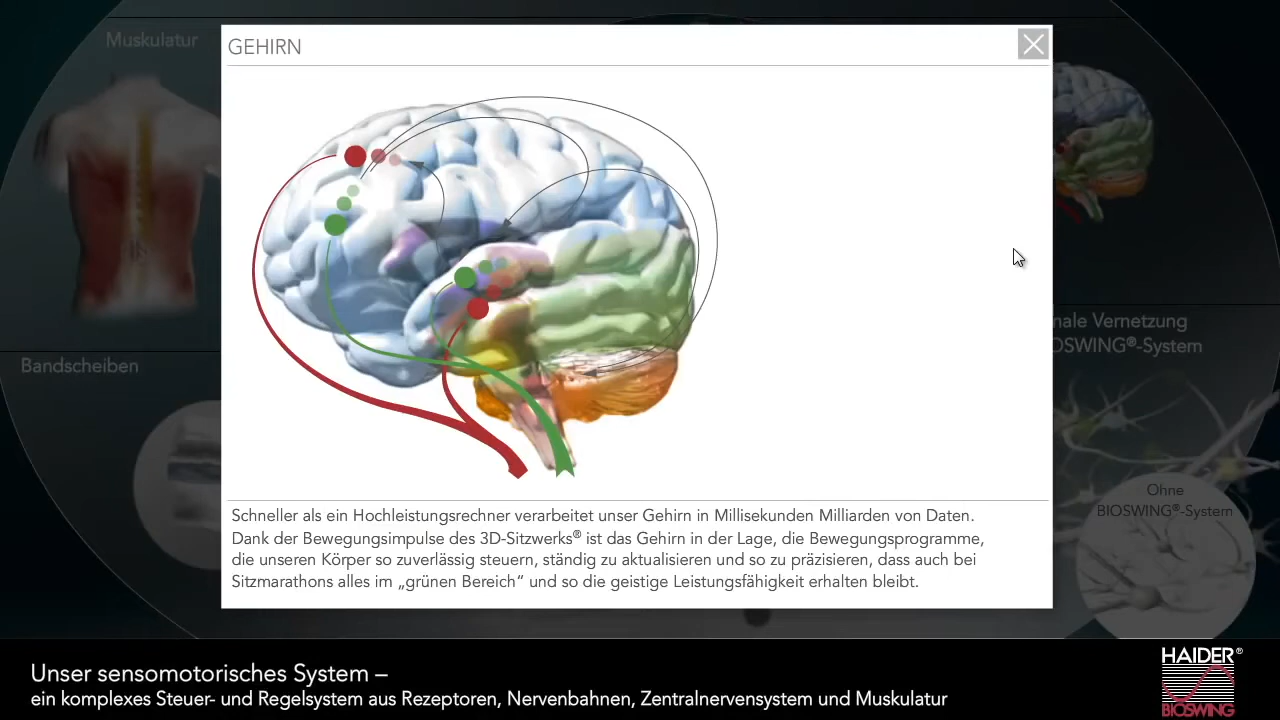 Muskulatur
GEHIRN
Bandscheiben
male Vernetzung
OSWING®-System
Ohne
BIOSWING®-System
Schneller als ein Hochleistungsrechner verarbeitet unser Gehirn in Millisekunden Milliarden von Daten.
Dank der Bewegungsimpulse des 3D-Sitzwerks® ist das Gehirn in der Lage, die Bewegungsprogramme,
die unseren Körper so zuverlässig steuern, ständig zu aktualisieren und so zu präzisieren, dass auch bei
Sitzmarathons alles im „grünen Bereich“ und so die geistige Leistungsfähigkeit erhalten bleibt.
Unser sensomotorisches System –
ein komplexes Steuer- und Regelsystem aus Rezeptoren, Nervenbahnen, Zentralnervensystem und Muskulatur
HAIDER®
BIOSWING